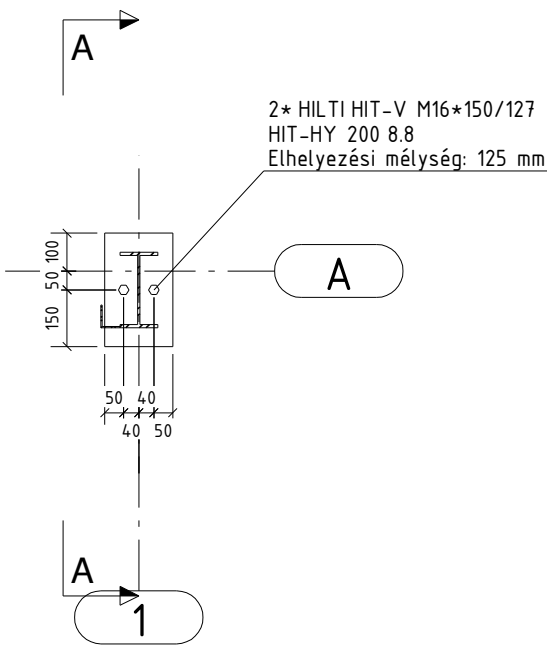 A
2* HILTI HIT-V M16*150/127
HIT-HY 200 8.8
Elhelyezési mélység: 125 mm
100
50
150
A
50 40
40 50
A
1